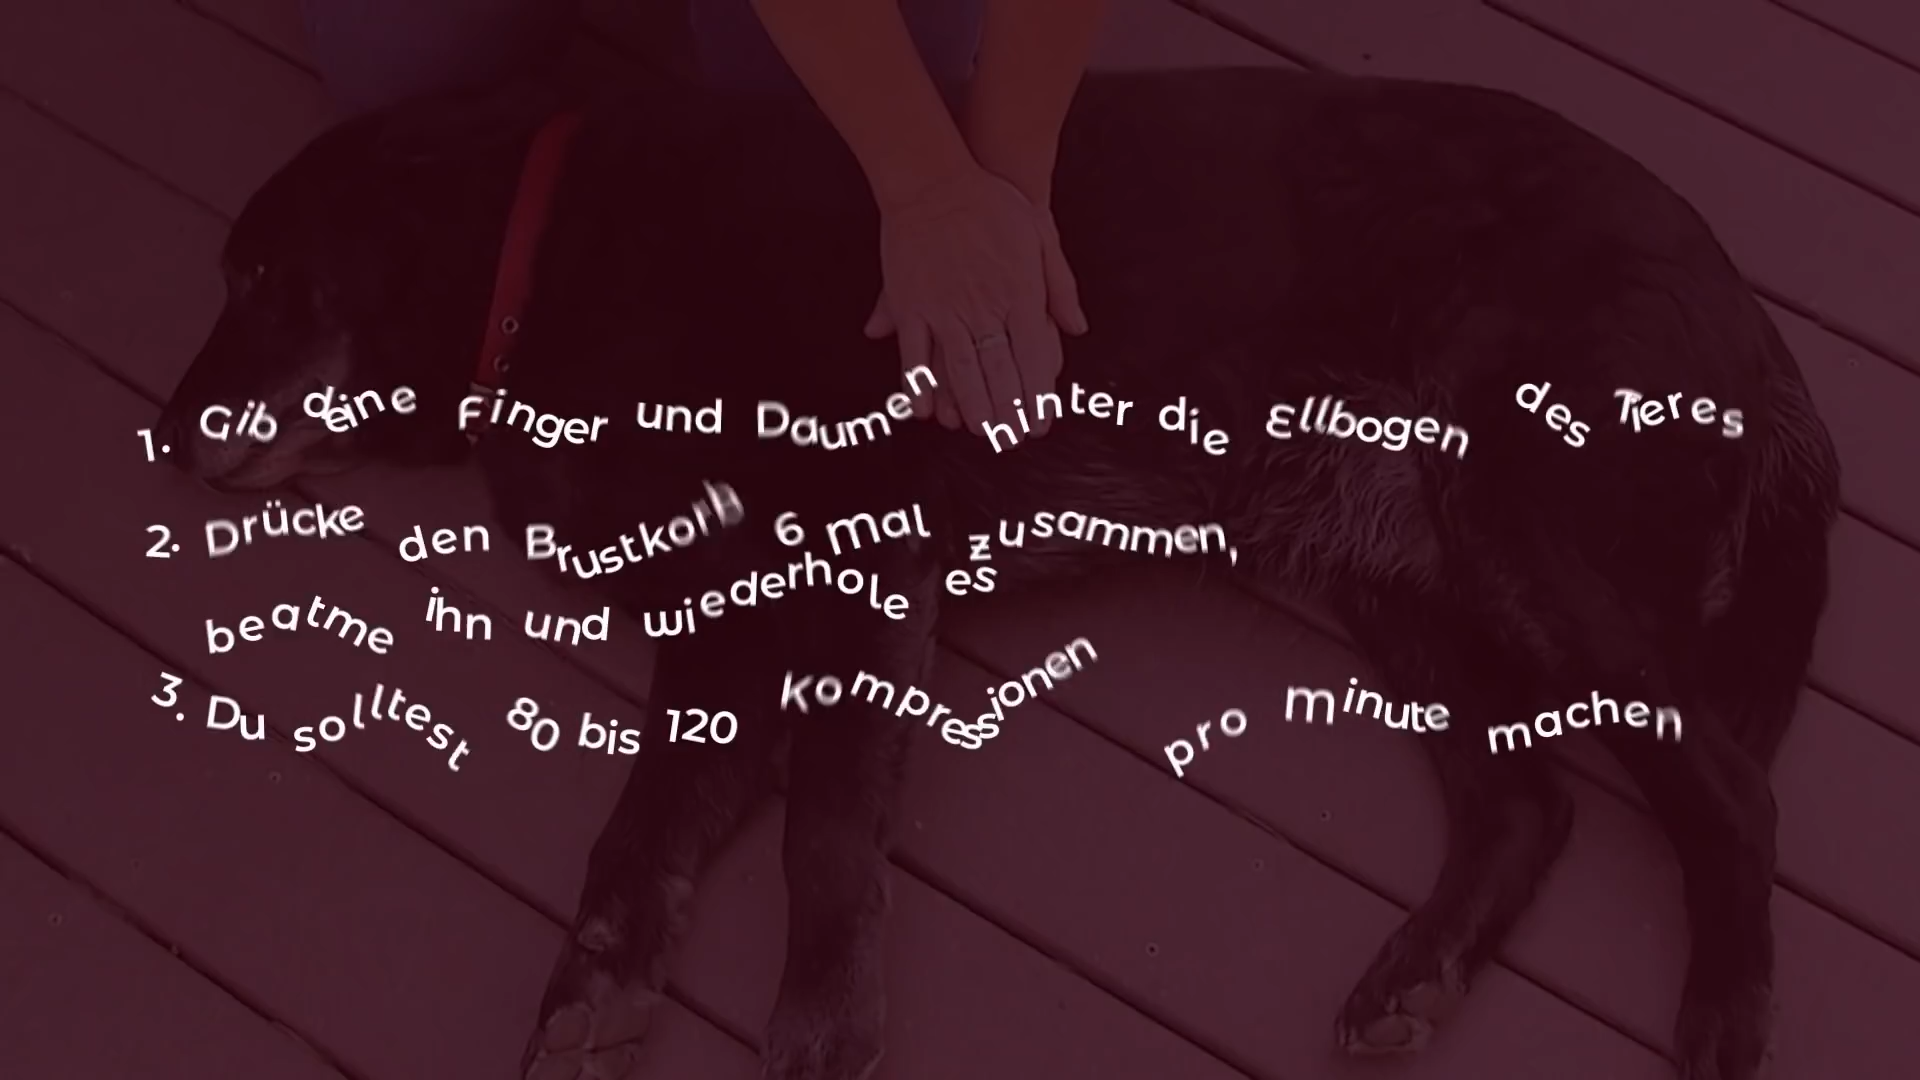 1. Gib deine Finger und Daumen hinter die Ellbogen des Tieres
2. Drücke den Brustkorb 6 mal zusammen,
beatme ihn und wiederhole es
3. Du solltest 80 bis 120 Kompressionen pro minute machen